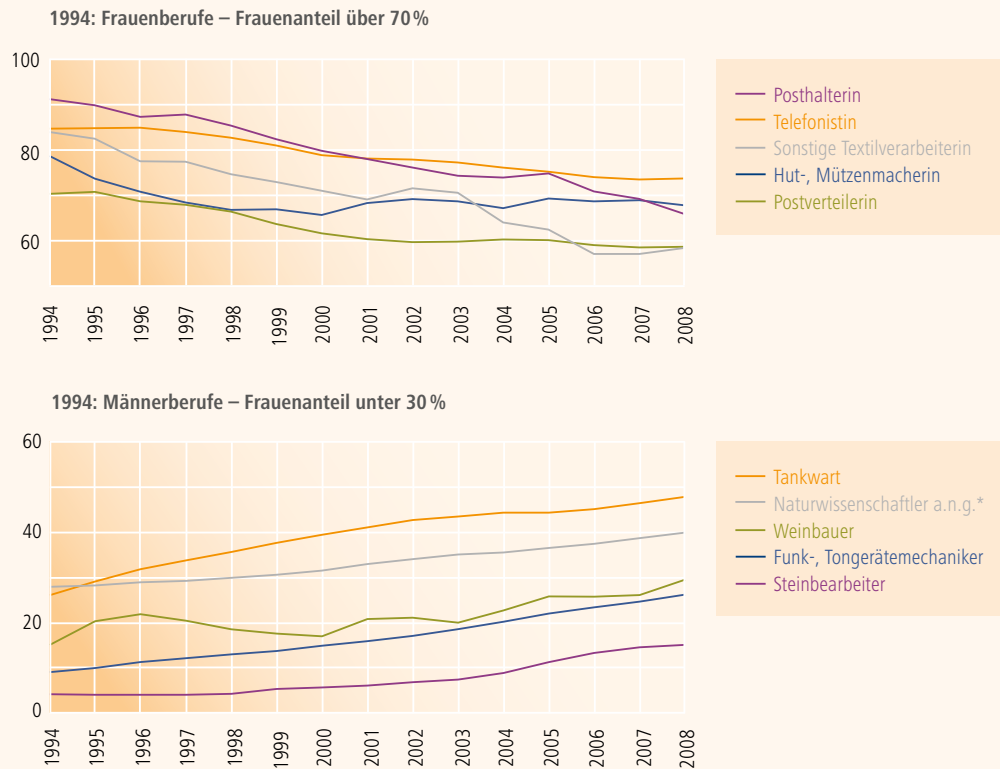 1994: Frauenberufe – Frauenanteil über 70 %
100
80
60
1994 1995 1996 1997 1998 1999 2000 2001 2002 2003 2004 2005 2006 2007 2008
Posthalterin
Telefonistin
Sonstige Textilverarbeiterin
Hut-, Mützenmacherin
Postverteilerin
1994: Männerberufe – Frauenanteil unter 30 %
60
40
20
0
1994 1995 1996 1997 1998 1999 2000 2001 2002 2003 2004 2005 2006 2007 2008
Tankwart
Naturwissenschaftler a.n.g.*
Weinbauer
Funk-, Tongerätemechaniker
Steinbearbeiter